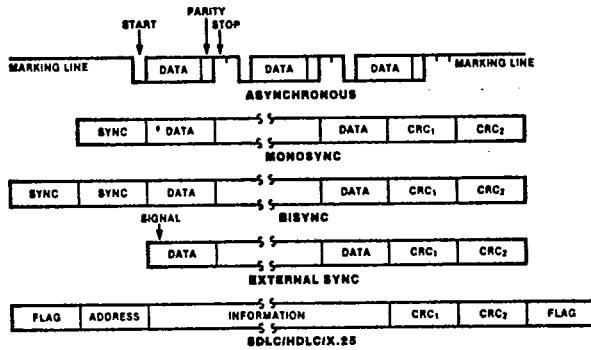 PARITY
START STOP
MARKING LINE DATA DATA DATA MARKING LINE
ASYNCHRONOUS
SYNC DATA DATA CRC₁ CRC₂
MONOSYNC
SYNC SYNC DATA DATA CRC₁ CRC₂
BISYNC
SIGNAL
DATA DATA CRC₁ CRC₂
EXTERNAL SYNC
FLAG ADDRESS INFORMATION CRC₁ CRC₂ FLAG
SDLC/HDLC/X.25